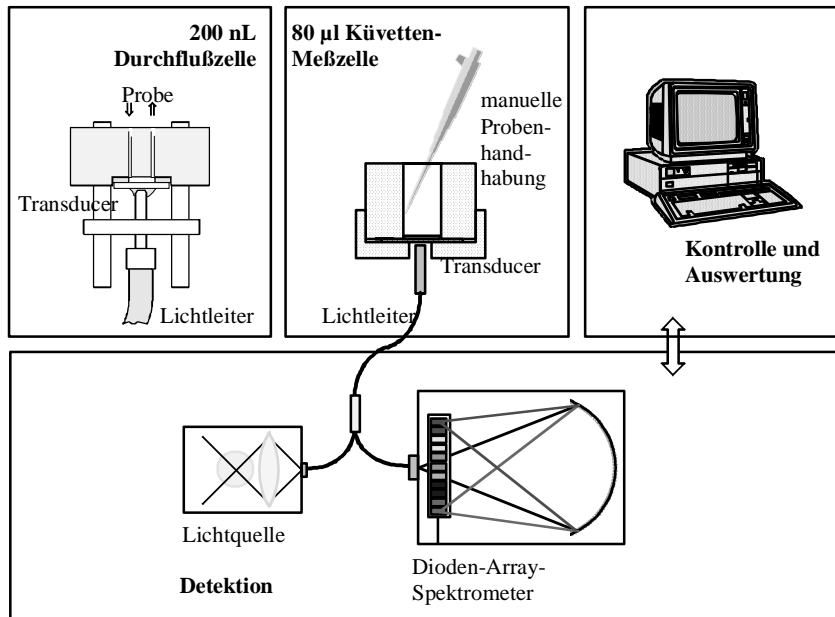 200 nL
Durchflußzelle
Probe
Transducer
Lichtleiter
80 µl Küvetten-
Meßzelle
manuelle
Proben-
hand-
habung
Transducer
Lichtleiter
Kontrolle und
Auswertung
Lichtquelle
Detektion
Dioden-Array-
Spektrometer